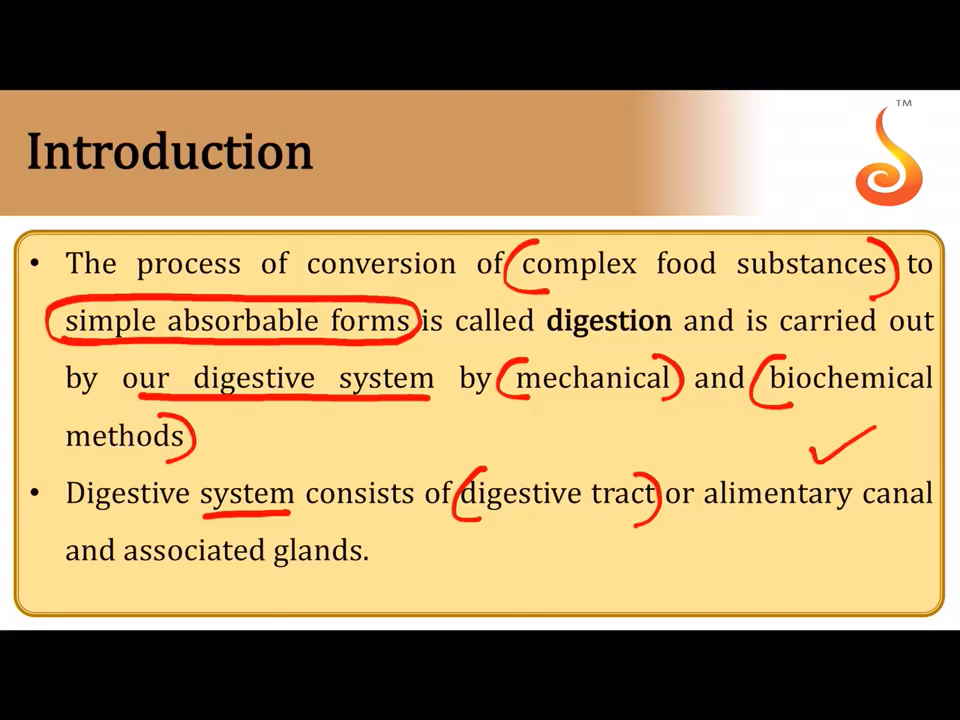 TM
Introduction
• The process of conversion of complex food substances to
simple absorbable forms is called digestion and is carried out
by our digestive system by mechanical and biochemical
methods.
• Digestive system consists of digestive tract or alimentary canal
and associated glands.